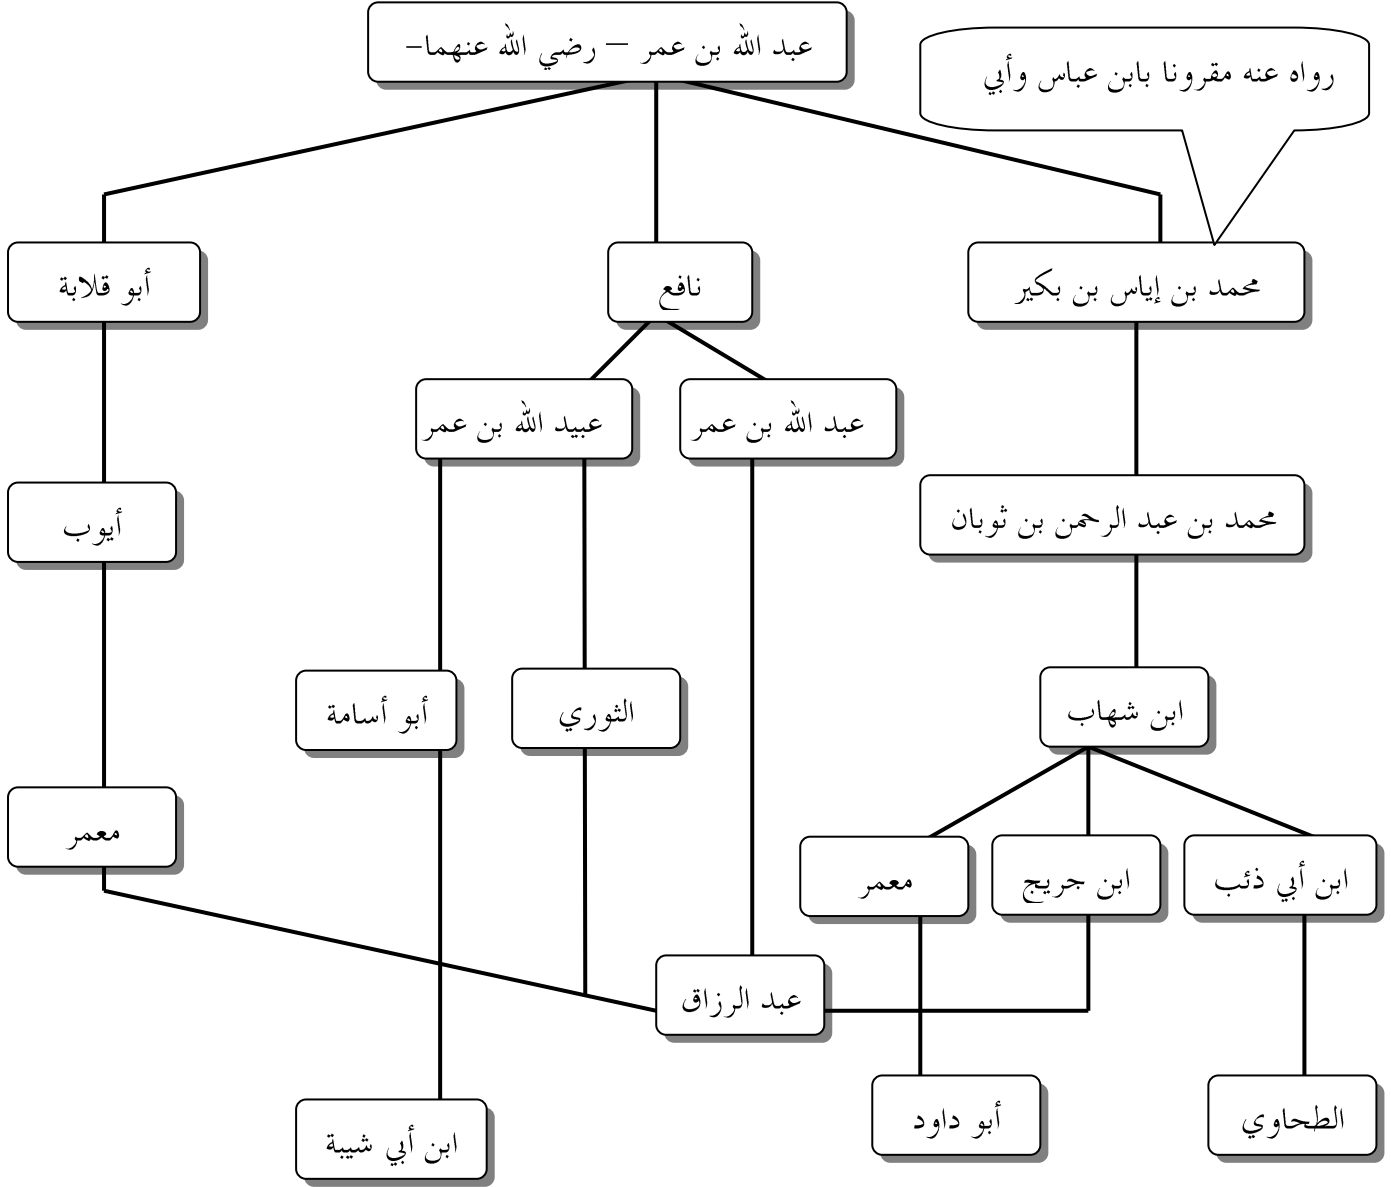 عبد الله بن عمر – رضي الله عنهما–
رواه عنه مقرونا بابن عباس وأبي
محمد بن إياس بن بكير
نافع
أبو قلابة
عبد الله بن عمر
عبيد الله بن عمر
محمد بن عبد الرحمن بن ثوبان
أيوب
ابن شهاب
الثوري
أبو أسامة
معمر
ابن أبي ذئب
ابن جريج
معمر
عبد الرزاق
الطحاوي
أبو داود
ابن أبي شيبة